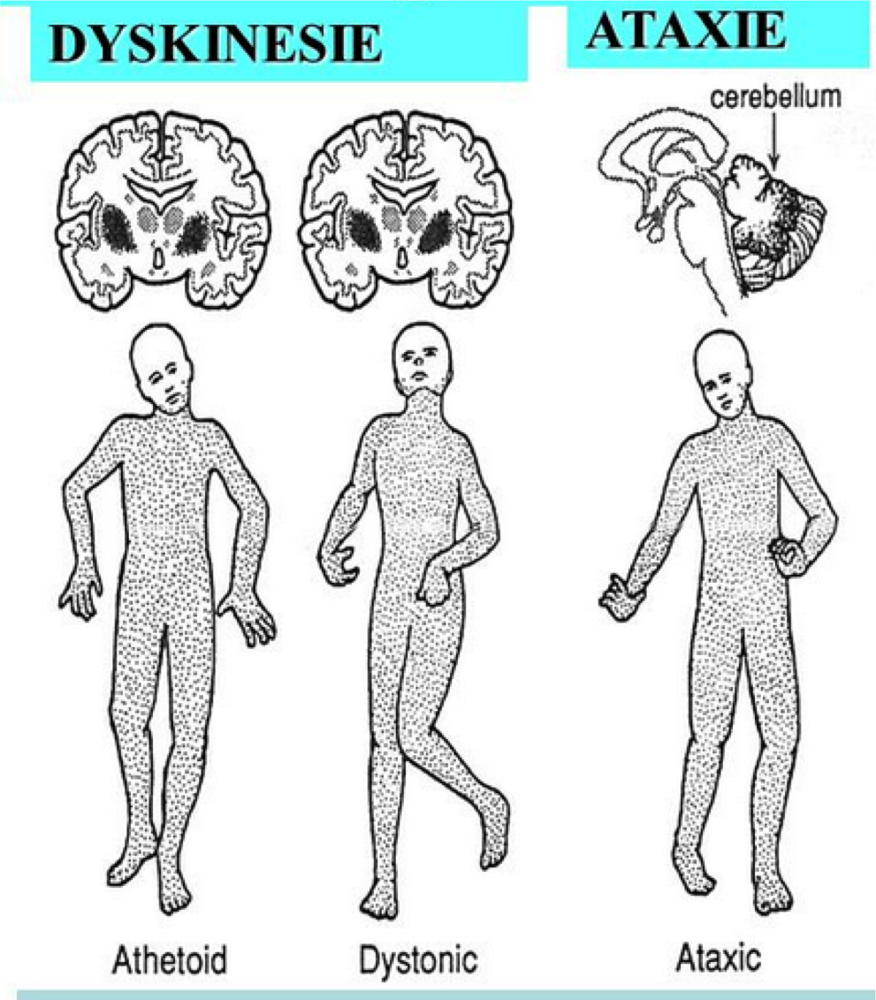 DYSKINESIE
ATAXIE
cerebellum
Athetoid
Dystonic
Ataxic